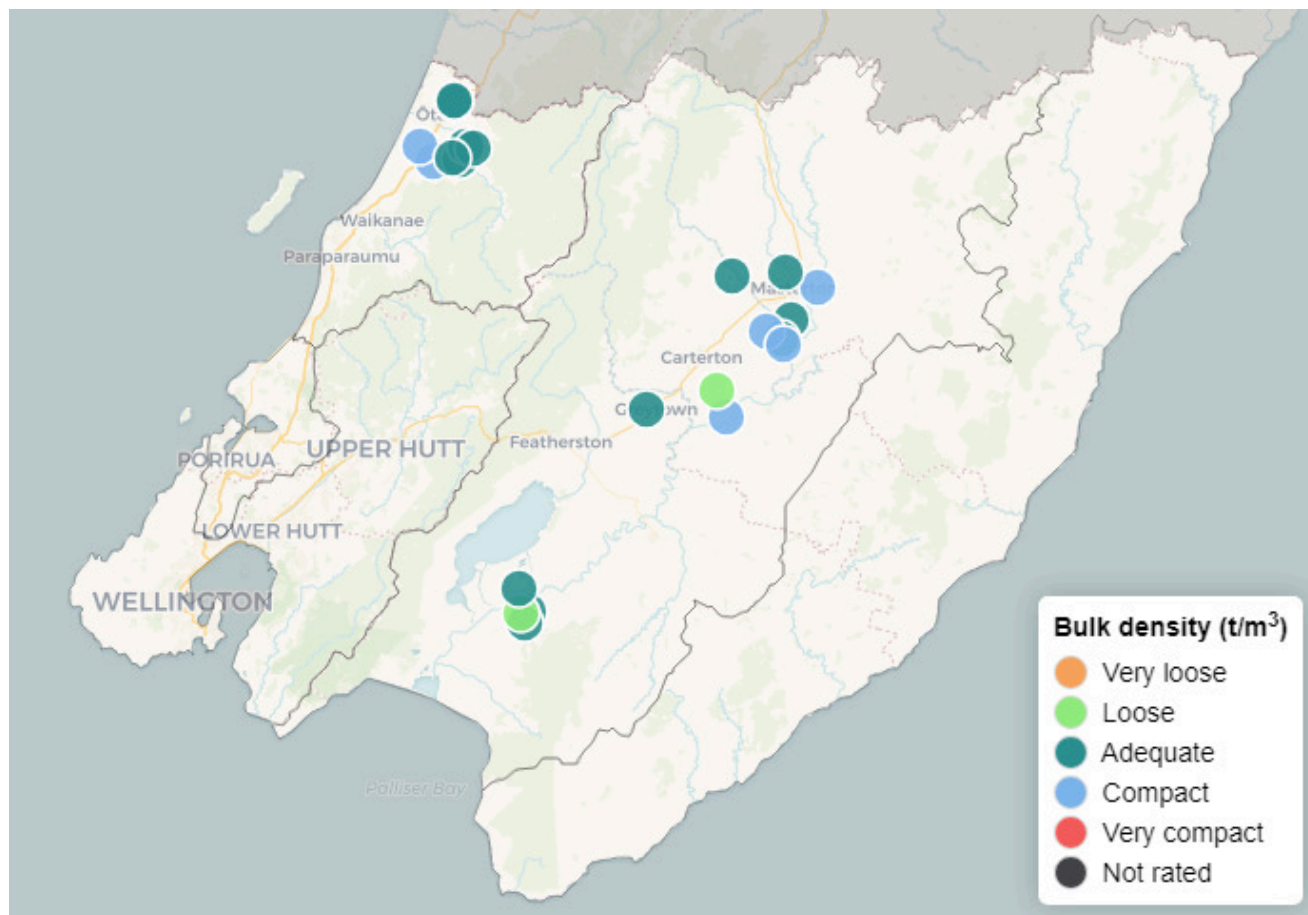 Waikanae
Paraparaumu
Carterton
Featherston
UPPER HUTT
PORIRUA
LOWER HUTT
WELLINGTON
Palliser Bay
Bulk density (t/m³)
Very loose
Loose
Adequate
Compact
Very compact
Not rated